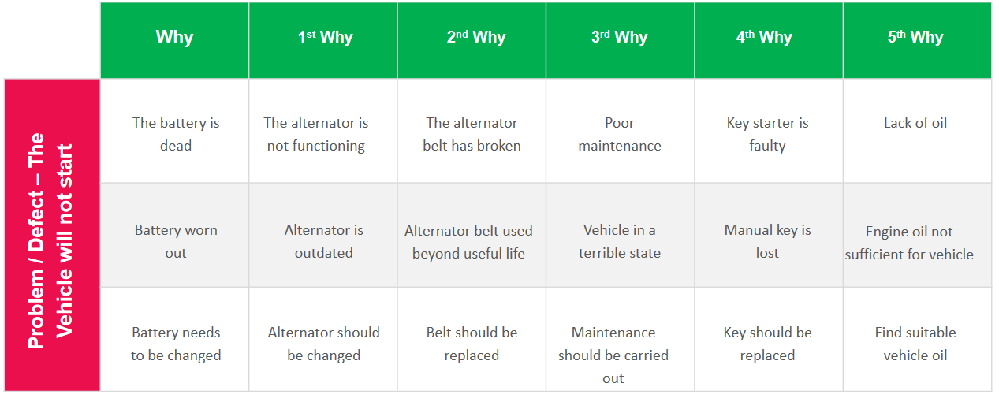 Why
1st Why
2nd Why
3rd Why
4th Why
5th Why
Problem / Defect – The
Vehicle will not start
The battery is
dead
The alternator is
not functioning
The alternator
belt has broken
Poor
maintenance
Key starter is
faulty
Lack of oil
Battery worn
out
Alternator is
outdated
Alternator belt used
beyond useful life
Vehicle in a
terrible state
Manual key is
lost
Engine oil not
sufficient for vehicle
Battery needs
to be changed
Alternator should
be changed
Belt should be
replaced
Maintenance
should be carried
out
Key should be
replaced
Find suitable
vehicle oil